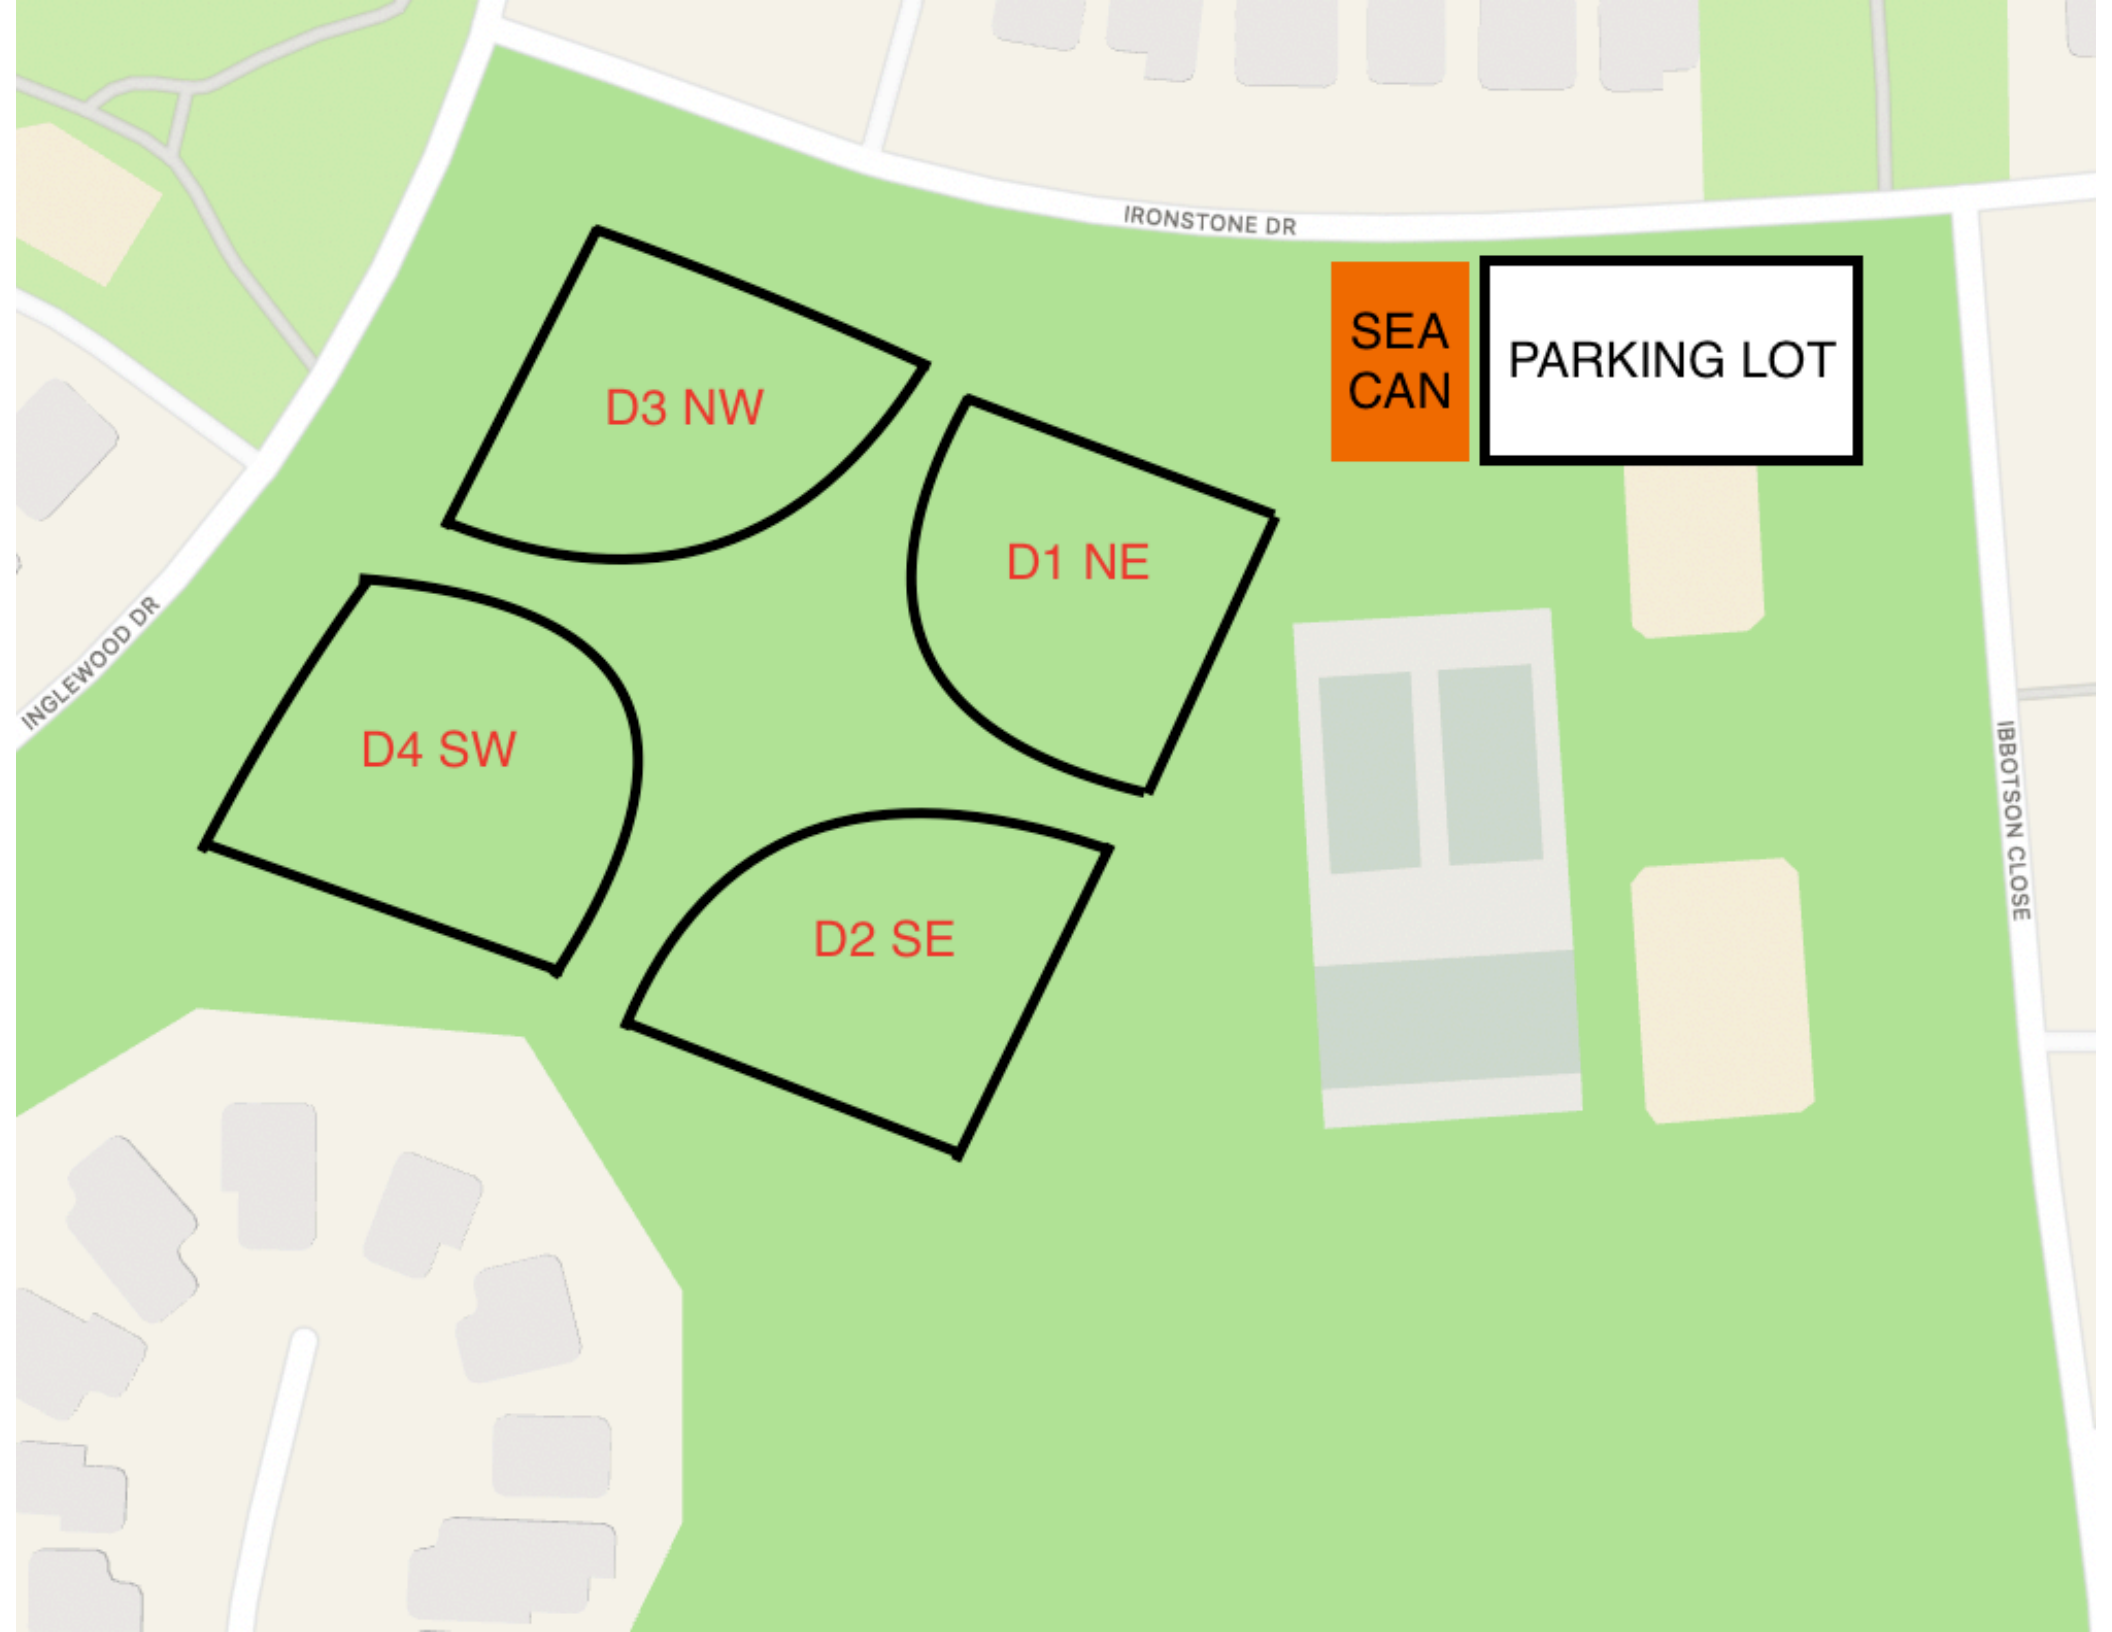 IRONSTONE DR
SEA
CAN
PARKING LOT
D3 NW
D1 NE
INGLEWOOD DR
D4 SW
IBBOTSON CLOSE
D2 SE